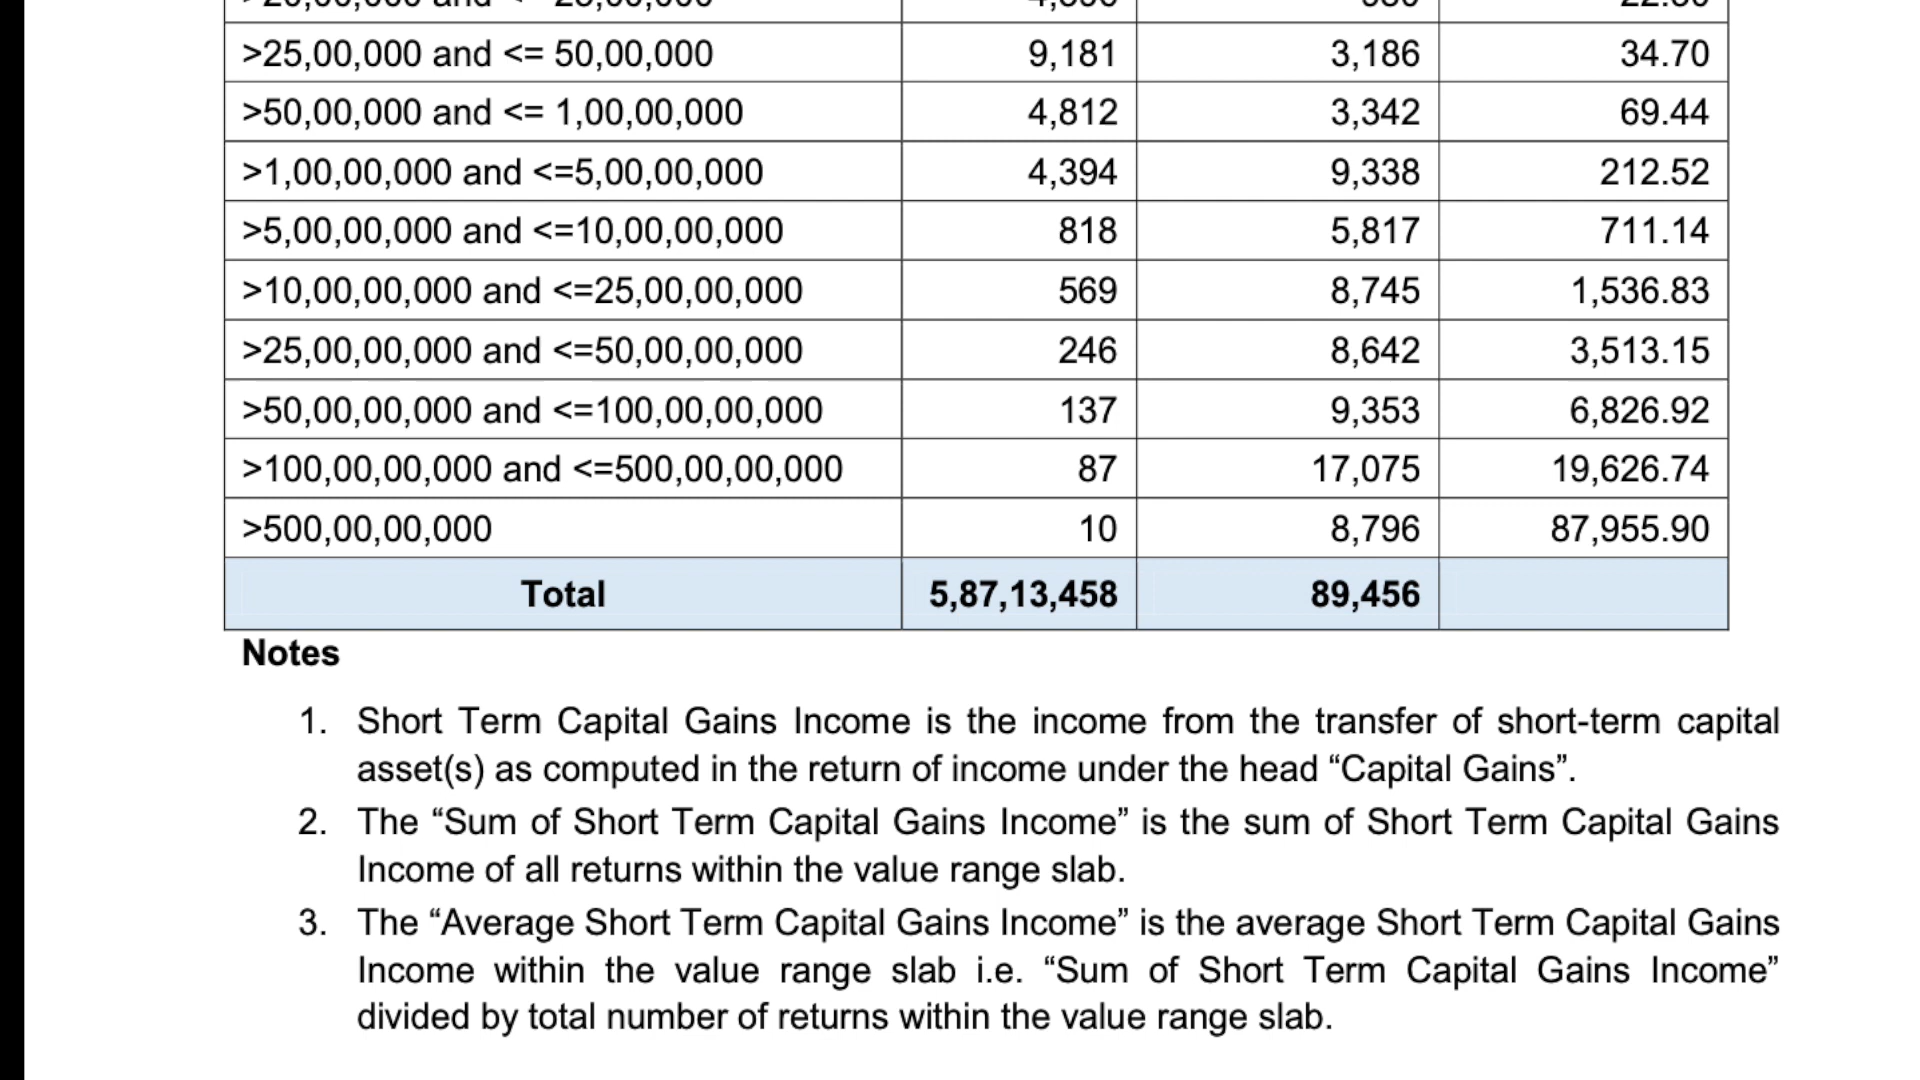 >25,00,000 and <= 50,00,000 9,181 3,186 34.70
>50,00,000 and <= 1,00,00,000 4,812 3,342 69.44
>1,00,00,000 and <=5,00,00,000 4,394 9,338 212.52
>5,00,00,000 and <=10,00,00,000 818 5,817 711.14
>10,00,00,000 and <=25,00,00,000 569 8,745 1,536.83
>25,00,00,000 and <=50,00,00,000 246 8,642 3,513.15
>50,00,00,000 and <=100,00,00,000 137 9,353 6,826.92
>100,00,00,000 and <=500,00,00,000 87 17,075 19,626.74
>500,00,00,000 10 8,796 87,955.90
Total 5,87,13,458 89,456
Notes
1. Short Term Capital Gains Income is the income from the transfer of short-term capital
asset(s) as computed in the return of income under the head “Capital Gains”.
2. The “Sum of Short Term Capital Gains Income” is the sum of Short Term Capital Gains
Income of all returns within the value range slab.
3. The “Average Short Term Capital Gains Income” is the average Short Term Capital Gains
Income within the value range slab i.e. “Sum of Short Term Capital Gains Income”
divided by total number of returns within the value range slab.